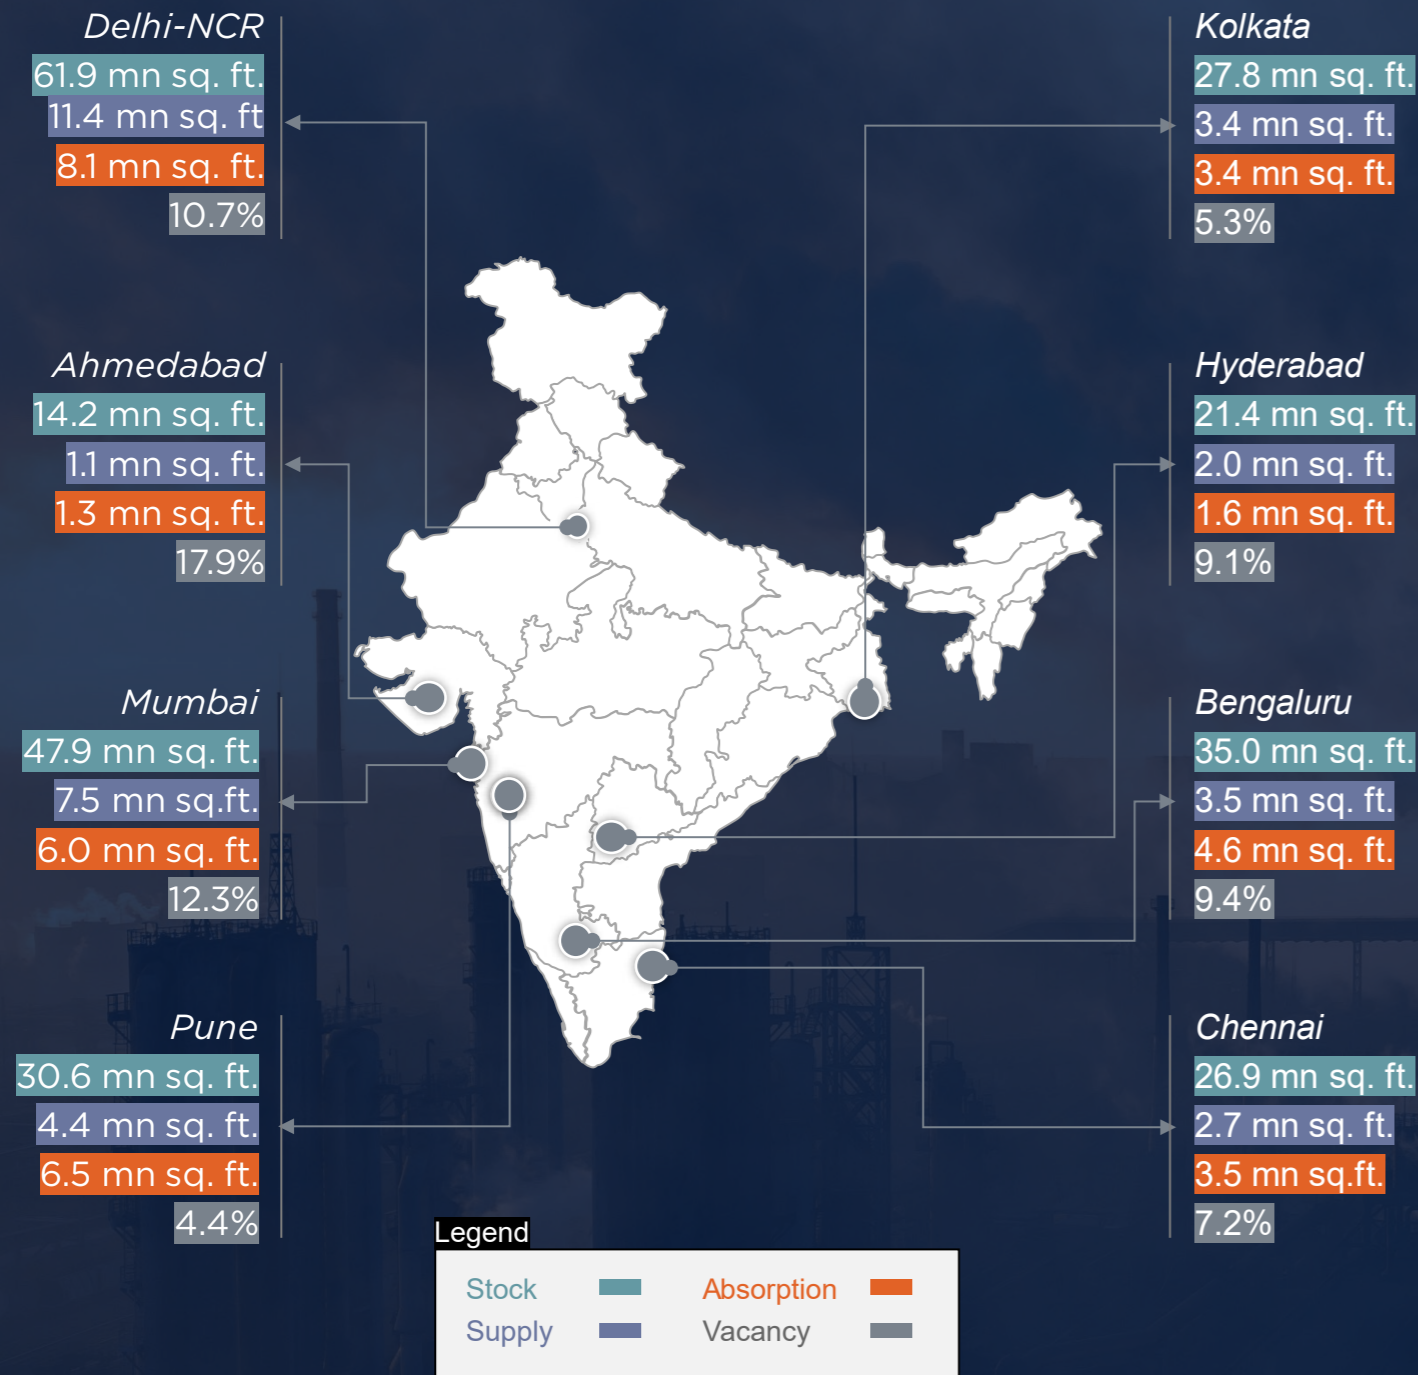 Delhi-NCR
61.9 mn sq. ft.
11.4 mn sq. ft
8.1 mn sq. ft.
10.7%
Ahmedabad
14.2 mn sq. ft.
1.1 mn sq. ft.
1.3 mn sq. ft.
17.9%
Mumbai
47.9 mn sq. ft.
7.5 mn sq.ft.
6.0 mn sq. ft.
12.3%
Pune
30.6 mn sq. ft.
4.4 mn sq. ft.
6.5 mn sq. ft.
4.4%
Kolkata
27.8 mn sq. ft.
3.4 mn sq. ft.
3.4 mn sq. ft.
5.3%
Hyderabad
21.4 mn sq. ft.
2.0 mn sq. ft.
1.6 mn sq. ft.
9.1%
Bengaluru
35.0 mn sq. ft.
3.5 mn sq. ft.
4.6 mn sq. ft.
9.4%
Chennai
26.9 mn sq. ft.
2.7 mn sq. ft.
3.5 mn sq.ft.
7.2%
Legend
Stock
Absorption
Supply
Vacancy